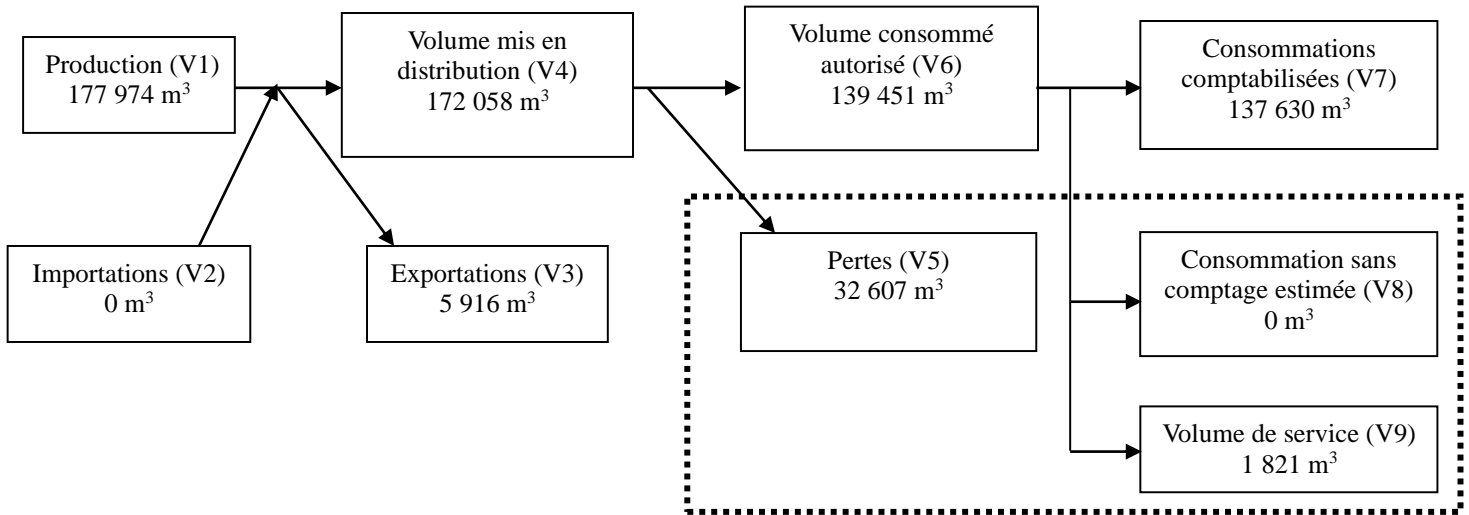 Production (V1)
177 974 m³
Volume mis en
distribution (V4)
172 058 m³
Volume consommé
autorisé (V6)
139 451 m³
Consommations
comptabilisées (V7)
137 630 m³
Importations (V2)
0 m³
Exportations (V3)
5 916 m³
Pertes (V5)
32 607 m³
Consommation sans
comptage estimée (V8)
0 m³
Volume de service (V9)
1 821 m³